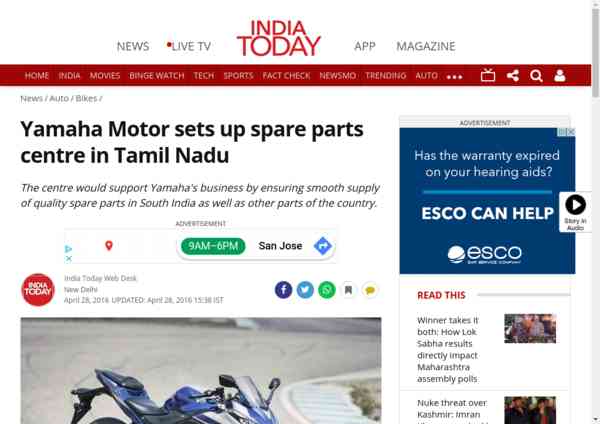 INDIA
TODAY
NEWS
LIVE TV
APP
MAGAZINE
HOME
INDIA
MOVIES
BINGE WATCH
TECH
SPORTS
FACT CHECK
NEWSMO
TRENDING
AUTO
News / Auto / Bikes /
Yamaha Motor sets up spare parts
centre in Tamil Nadu
The centre would support Yamaha's business by ensuring smooth supply
of quality spare parts in South India as well as other parts of the country.
ADVERTISEMENT
9AM–6PM
San Jose
INDIA
TODAY
India Today Web Desk
New Delhi
April 28, 2016 UPDATED: April 28, 2016 15:38 IST
ADVERTISEMENT
Has the warranty expired
on your hearing aids?
ESCO CAN HELP
esco
EAR SERVICE COMPANY
Story in
Audio
READ THIS
Winner takes it
both: How Lok
Sabha results
directly impact
Maharashtra
assembly polls
Nuke threat over
Kashmir: Imran